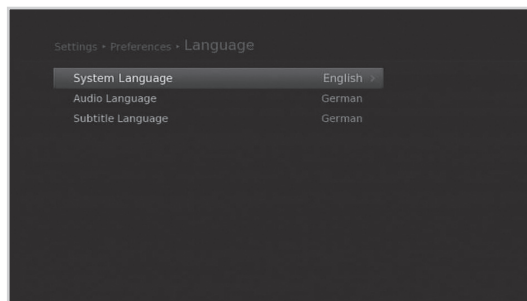 Settings • Preferences • Language
System Language English ›
Audio Language German
Subtitle Language German